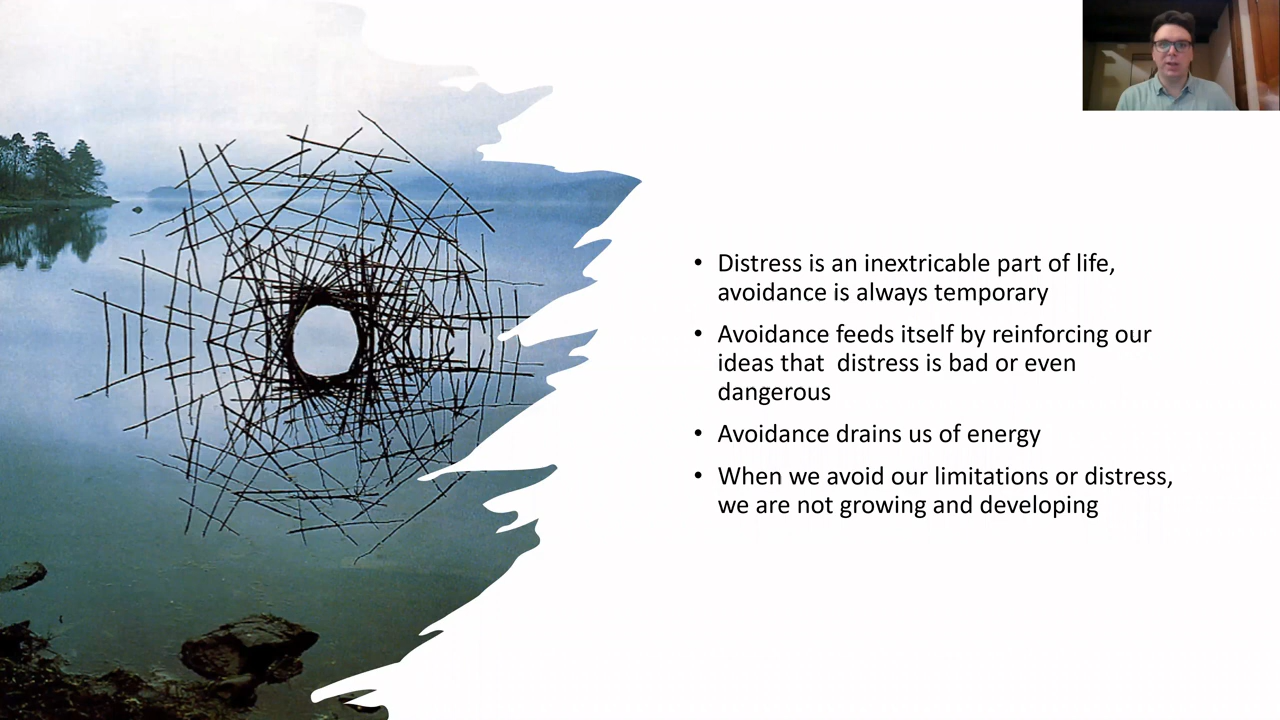 • Distress is an inextricable part of life,
avoidance is always temporary
• Avoidance feeds itself by reinforcing our
ideas that  distress is bad or even
dangerous
• Avoidance drains us of energy
• When we avoid our limitations or distress,
we are not growing and developing